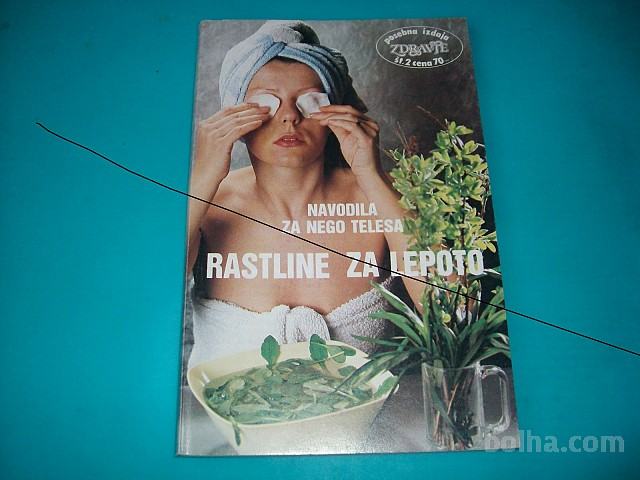 posebna izdaja
ZDRAVJE
št.2 cena 70
NAVODILA
ZA NEGO TELESA
RASTLINE ZA LEPOTO
bolha.com